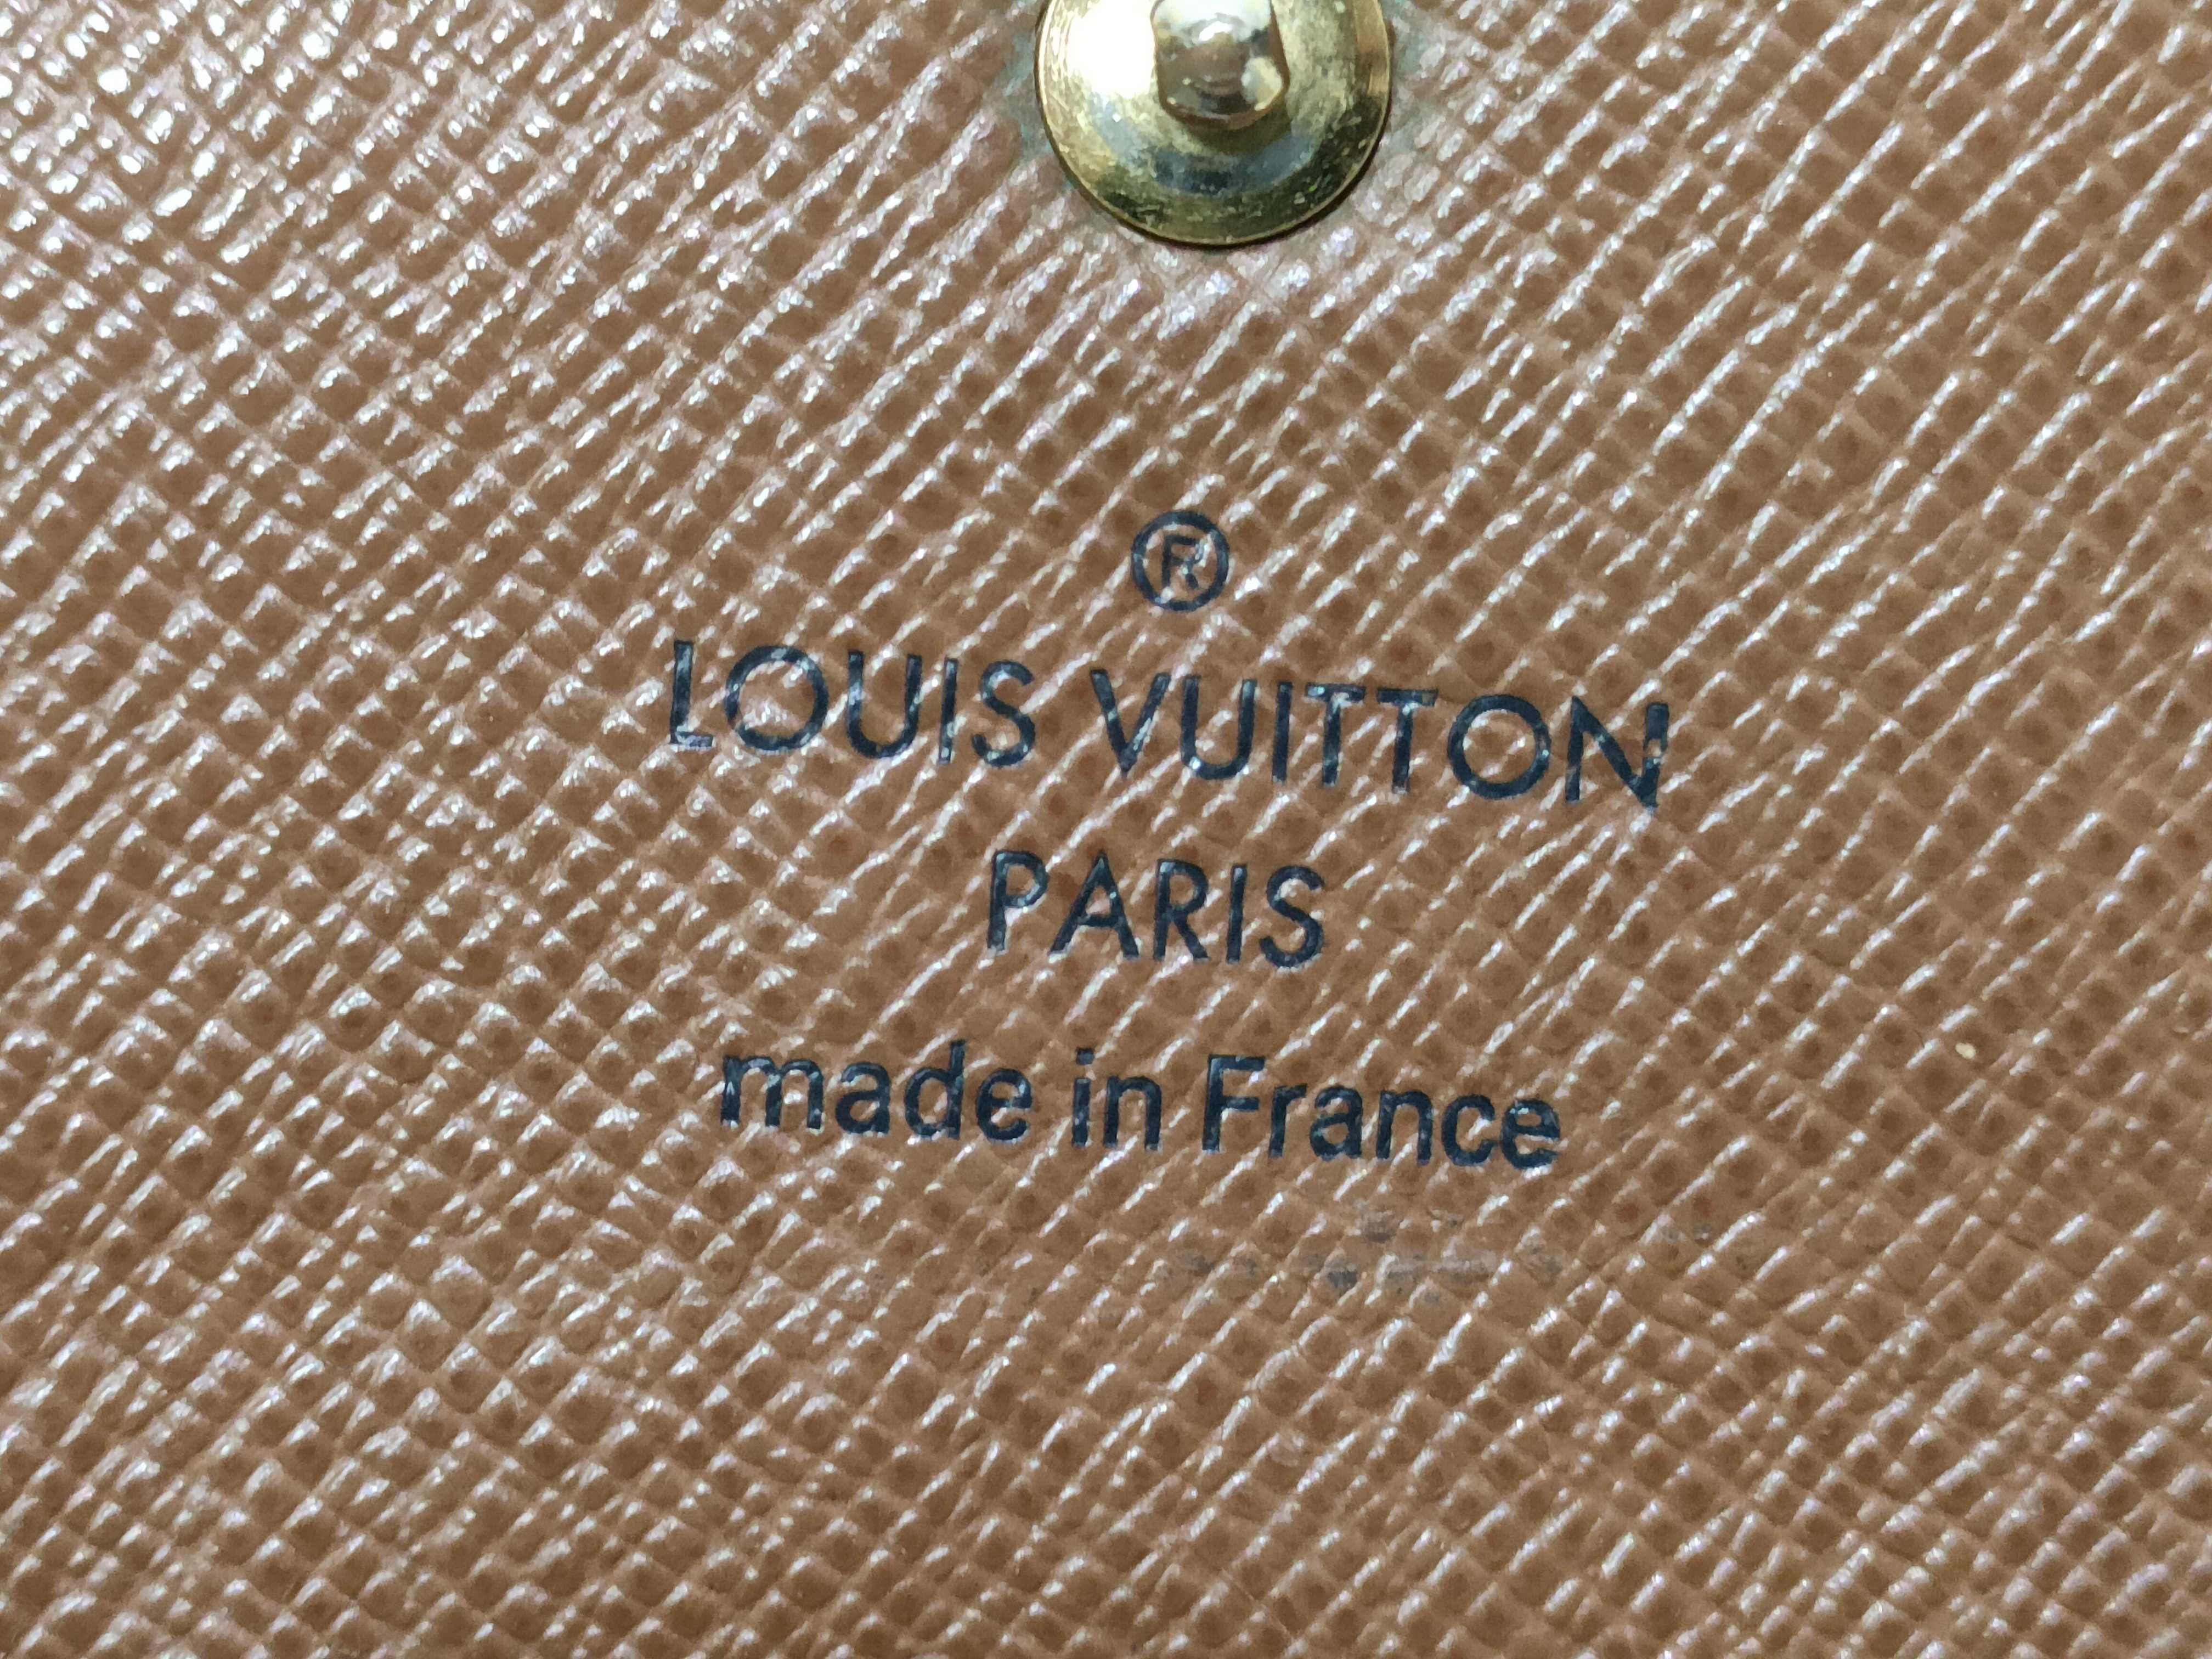 ®
LOUIS VUITTON
PARIS
made in France